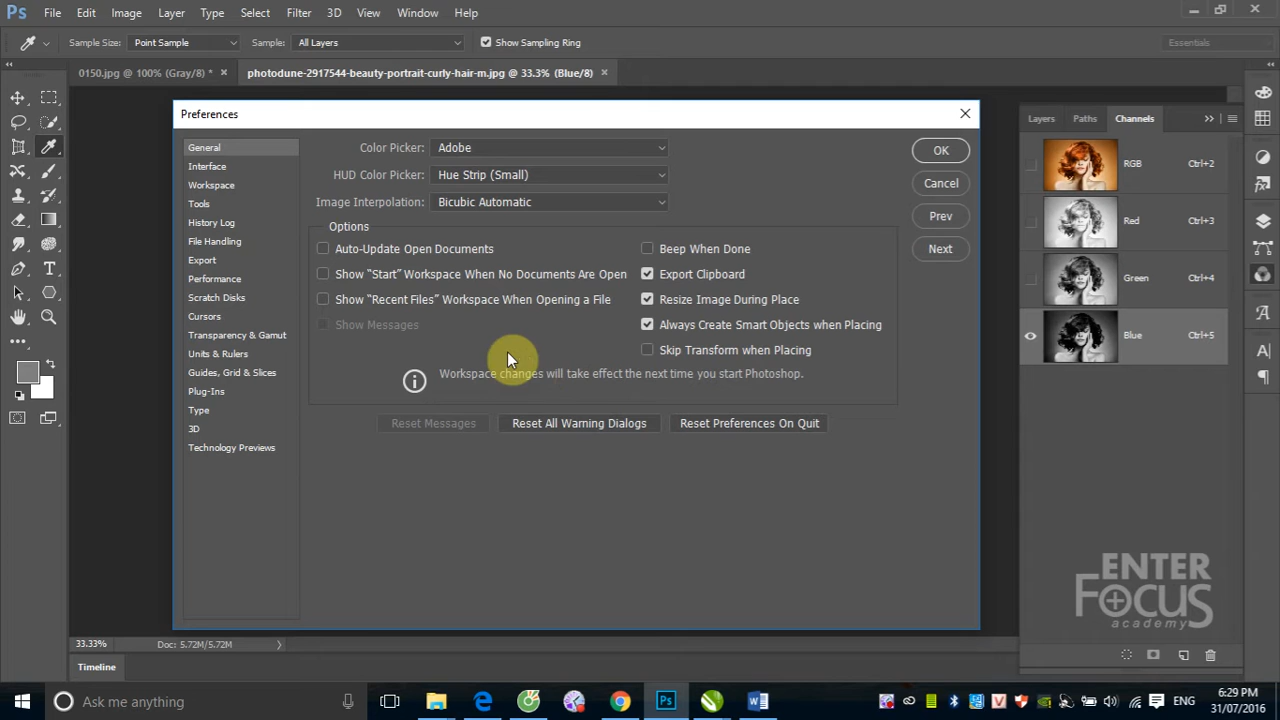 Ps File Edit Image Layer Type Select Filter 3D View Window Help
Sample Size: Point Sample Sample: All Layers Show Sampling Ring Essentials
0150.jpg @ 100% (Gray/8) * × photodune-2917544-beauty-portrait-curly-hair-m.jpg @ 33.3% (Blue/8) ×
Preferences
General
Interface
Workspace
Tools
History Log
File Handling
Export
Performance
Scratch Disks
Cursors
Transparency & Gamut
Units & Rulers
Guides, Grid & Slices
Plug-Ins
Type
3D
Technology Previews
Color Picker: Adobe
HUD Color Picker: Hue Strip (Small)
Image Interpolation: Bicubic Automatic
Options
Auto-Update Open Documents
Show “Start” Workspace When No Documents Are Open
Show “Recent Files” Workspace When Opening a File
Show Messages
Beep When Done
Export Clipboard
Resize Image During Place
Always Create Smart Objects when Placing
Skip Transform when Placing
Workspace changes will take effect the next time you start Photoshop.
Reset Messages Reset All Warning Dialogs Reset Preferences On Quit
OK
Cancel
Prev
Next
Layers Paths Channels
RGB Ctrl+2
Red Ctrl+3
Green Ctrl+4
Blue Ctrl+5
ENTER
FOCUS
academy
33.33% Doc: 5.72M/5.72M
Timeline
Ask me anything
ENG
6:29 PM
31/07/2016